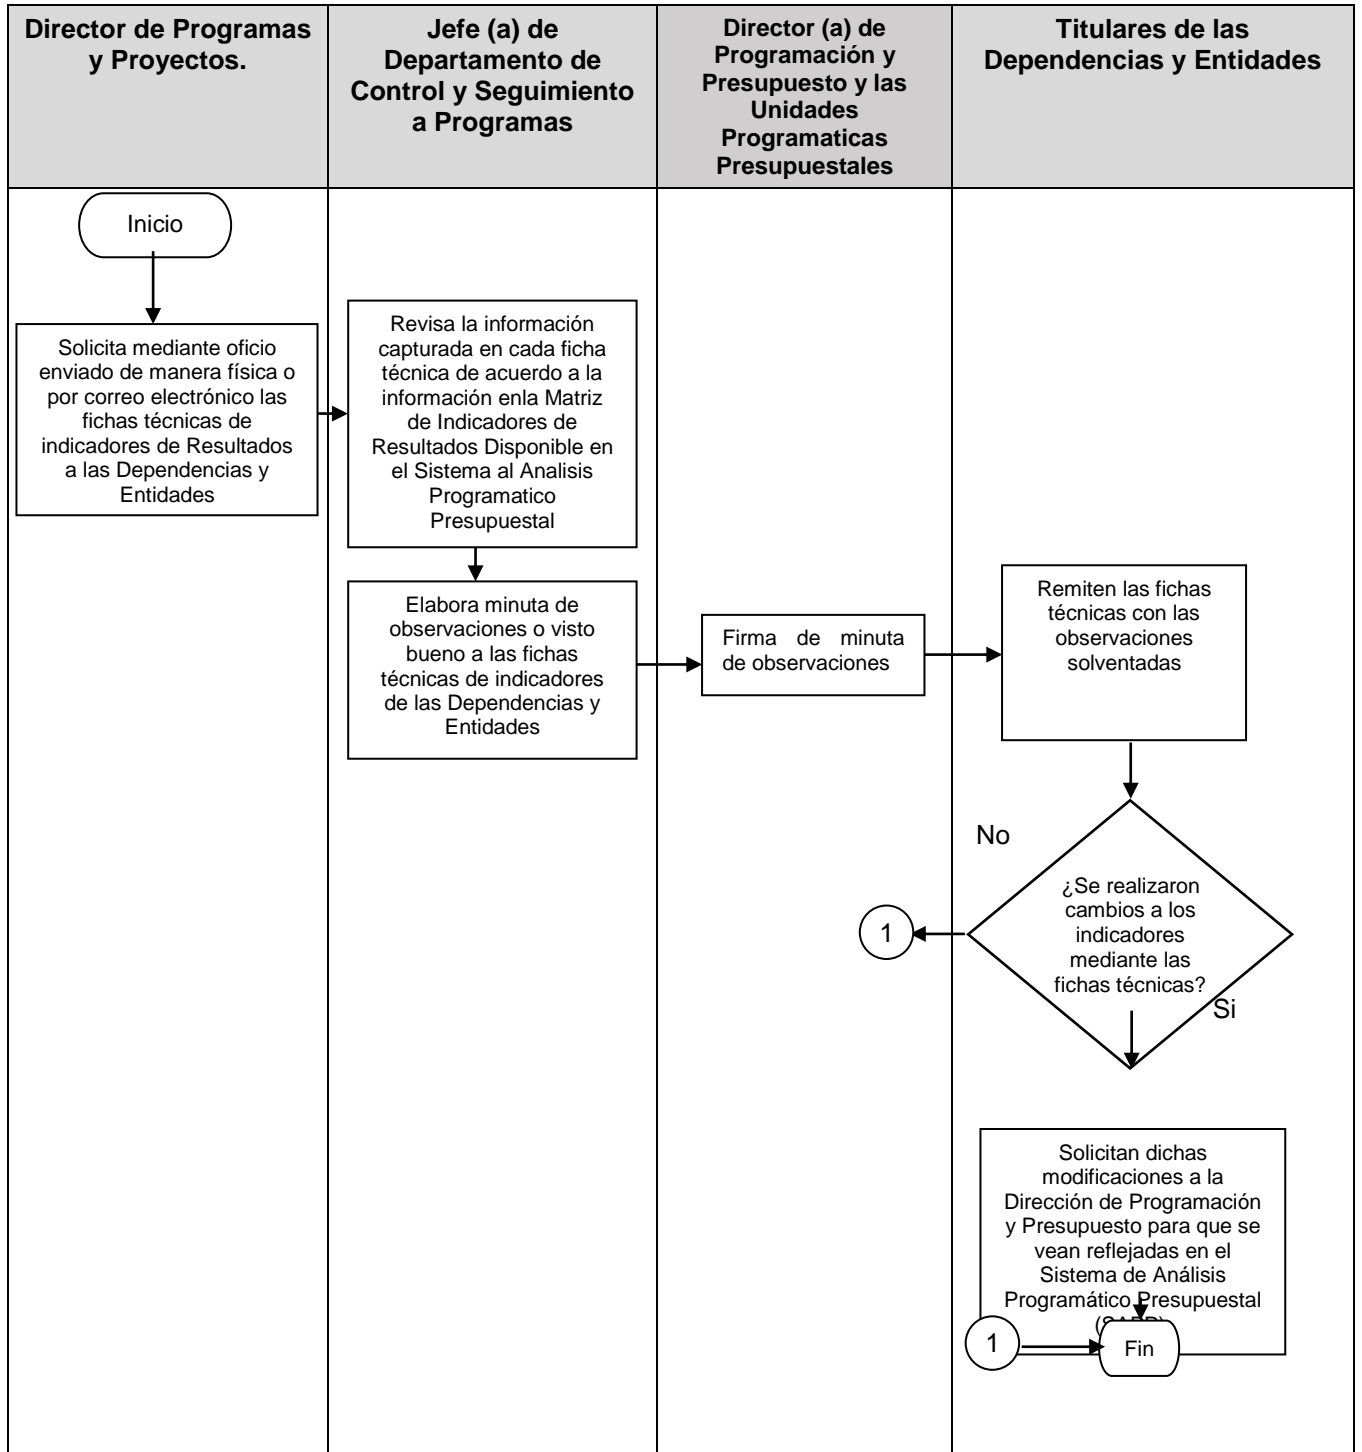 Director de Programas
y Proyectos.
Jefe (a) de
Departamento de
Control y Seguimiento
a Programas
Director (a) de
Programación y
Presupuesto y las
Unidades
Programaticas
Presupuestales
Titulares de las
Dependencias y Entidades
Inicio
Solicita mediante oficio
enviado de manera física o
por correo electrónico las
fichas técnicas de
indicadores de Resultados
a las Dependencias y
Entidades
Revisa la información
capturada en cada ficha
técnica de acuerdo a la
información enla Matriz
de Indicadores de
Resultados Disponible en
el Sistema al Analisis
Programatico
Presupuestal
Elabora minuta de
observaciones o visto
bueno a las fichas
técnicas de indicadores
de las Dependencias y
Entidades
Firma de minuta
de observaciones
Remiten las fichas
técnicas con las
observaciones
solventadas
No
¿Se realizaron
cambios a los
indicadores
mediante las
fichas técnicas?
1
Si
Solicitan dichas
modificaciones a la
Dirección de Programación
y Presupuesto para que se
vean reflejadas en el
Sistema de Análisis
Programático Presupuestal
1
Fin